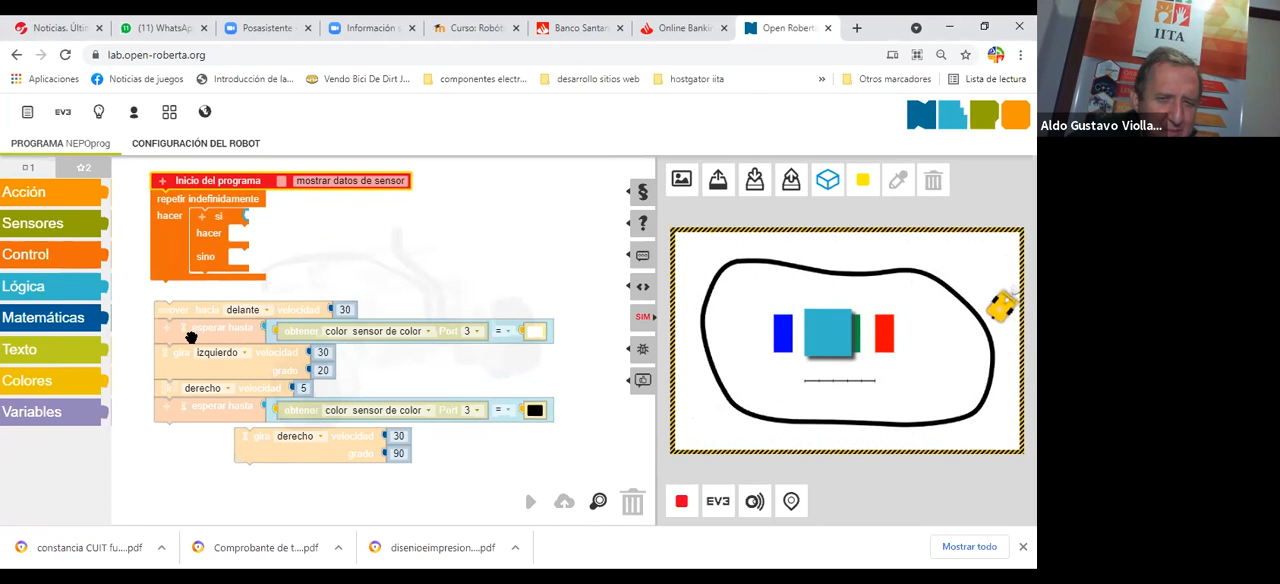 Noticias. Últi
(11) WhatsAp
Posasistente -
Información s
Curso: Robóti
Banco Santan
Online Banki
Open Roberta
lab.open-roberta.org
Aplicaciones
Noticias de juegos
Introducción de la...
Vendo Bici De Dirt J...
componentes electr...
desarrollo sitios web
hostgator iita
»
Otros marcadores
Lista de lectura
IITA
Aldo Gustavo Violla...
EV3
PROGRAMA NEPOprog
CONFIGURACIÓN DEL ROBOT
1
2
Acción
Sensores
Control
Lógica
Matemáticas
Texto
Colores
Variables
+ Inicio del programa mostrar datos de sensor
repetir indefinidamente
hacer + si
hacer
sino
mover hacia delante velocidad 30
+ esperar hasta obtener color sensor de color Port 3 =
gira izquierdo velocidad 30
grado 20
derecho velocidad 5
+ esperar hasta obtener color sensor de color Port 3 =
gira derecho velocidad 30
grado 90
§
?
SIM
EV3
constancia CUIT fu....pdf
Comprobante de t....pdf
disenioeimpresion....pdf
Mostrar todo